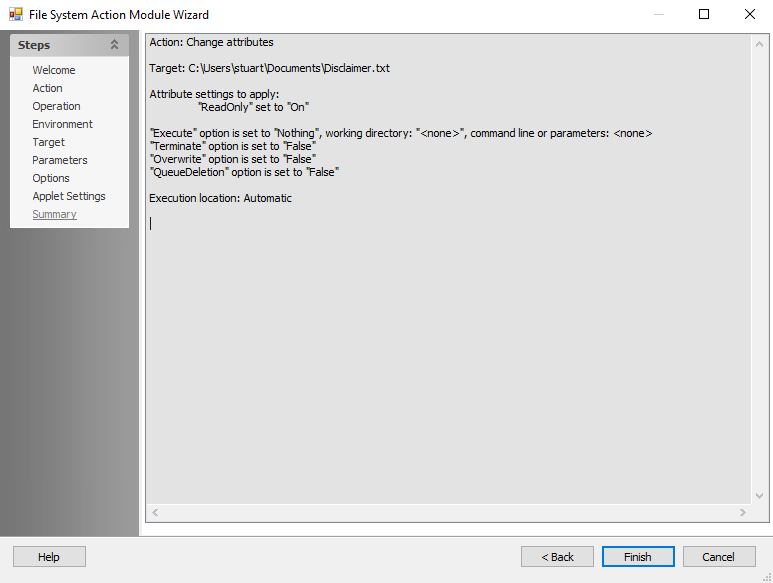 File System Action Module Wizard
Steps
Welcome
Action
Operation
Environment
Target
Parameters
Options
Applet Settings
Summary
Action: Change attributes
Target: C:\Users\stuart\Documents\Disclaimer.txt
Attribute settings to apply:
"ReadOnly" set to "On"
"Execute" option is set to "Nothing", working directory: "<none>", command line or parameters: <none>
"Terminate" option is set to "False"
"Overwrite" option is set to "False"
"QueueDeletion" option is set to "False"
Execution location: Automatic
Help
< Back
Finish
Cancel